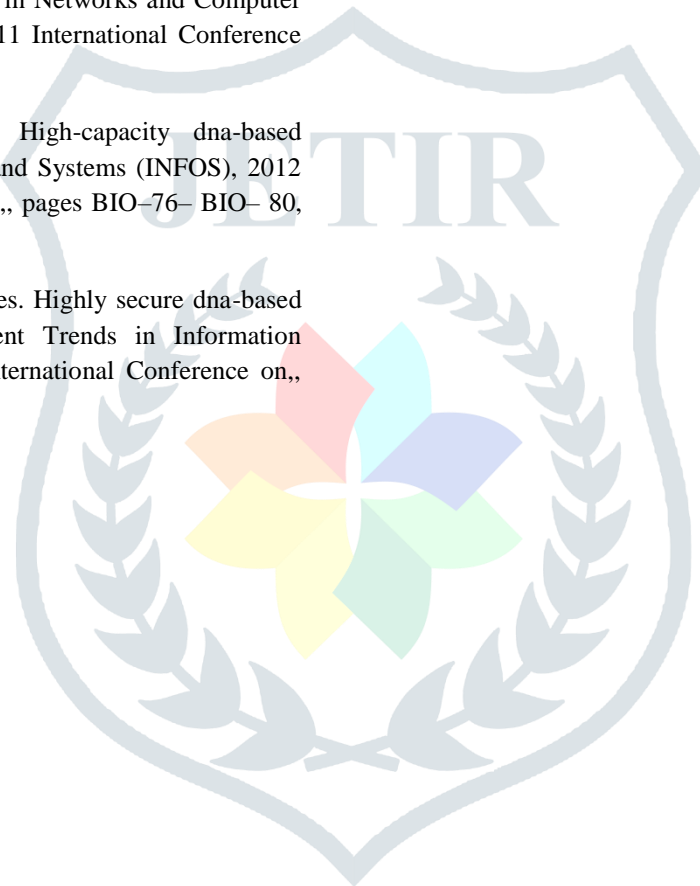 in Networks and Computer
11 International Conference
High-capacity dna-based
and Systems (INFOS), 2012
,, pages BIO–76– BIO– 80,
JETIR
es. Highly secure dna-based
ent Trends in Information
nternational Conference on,,